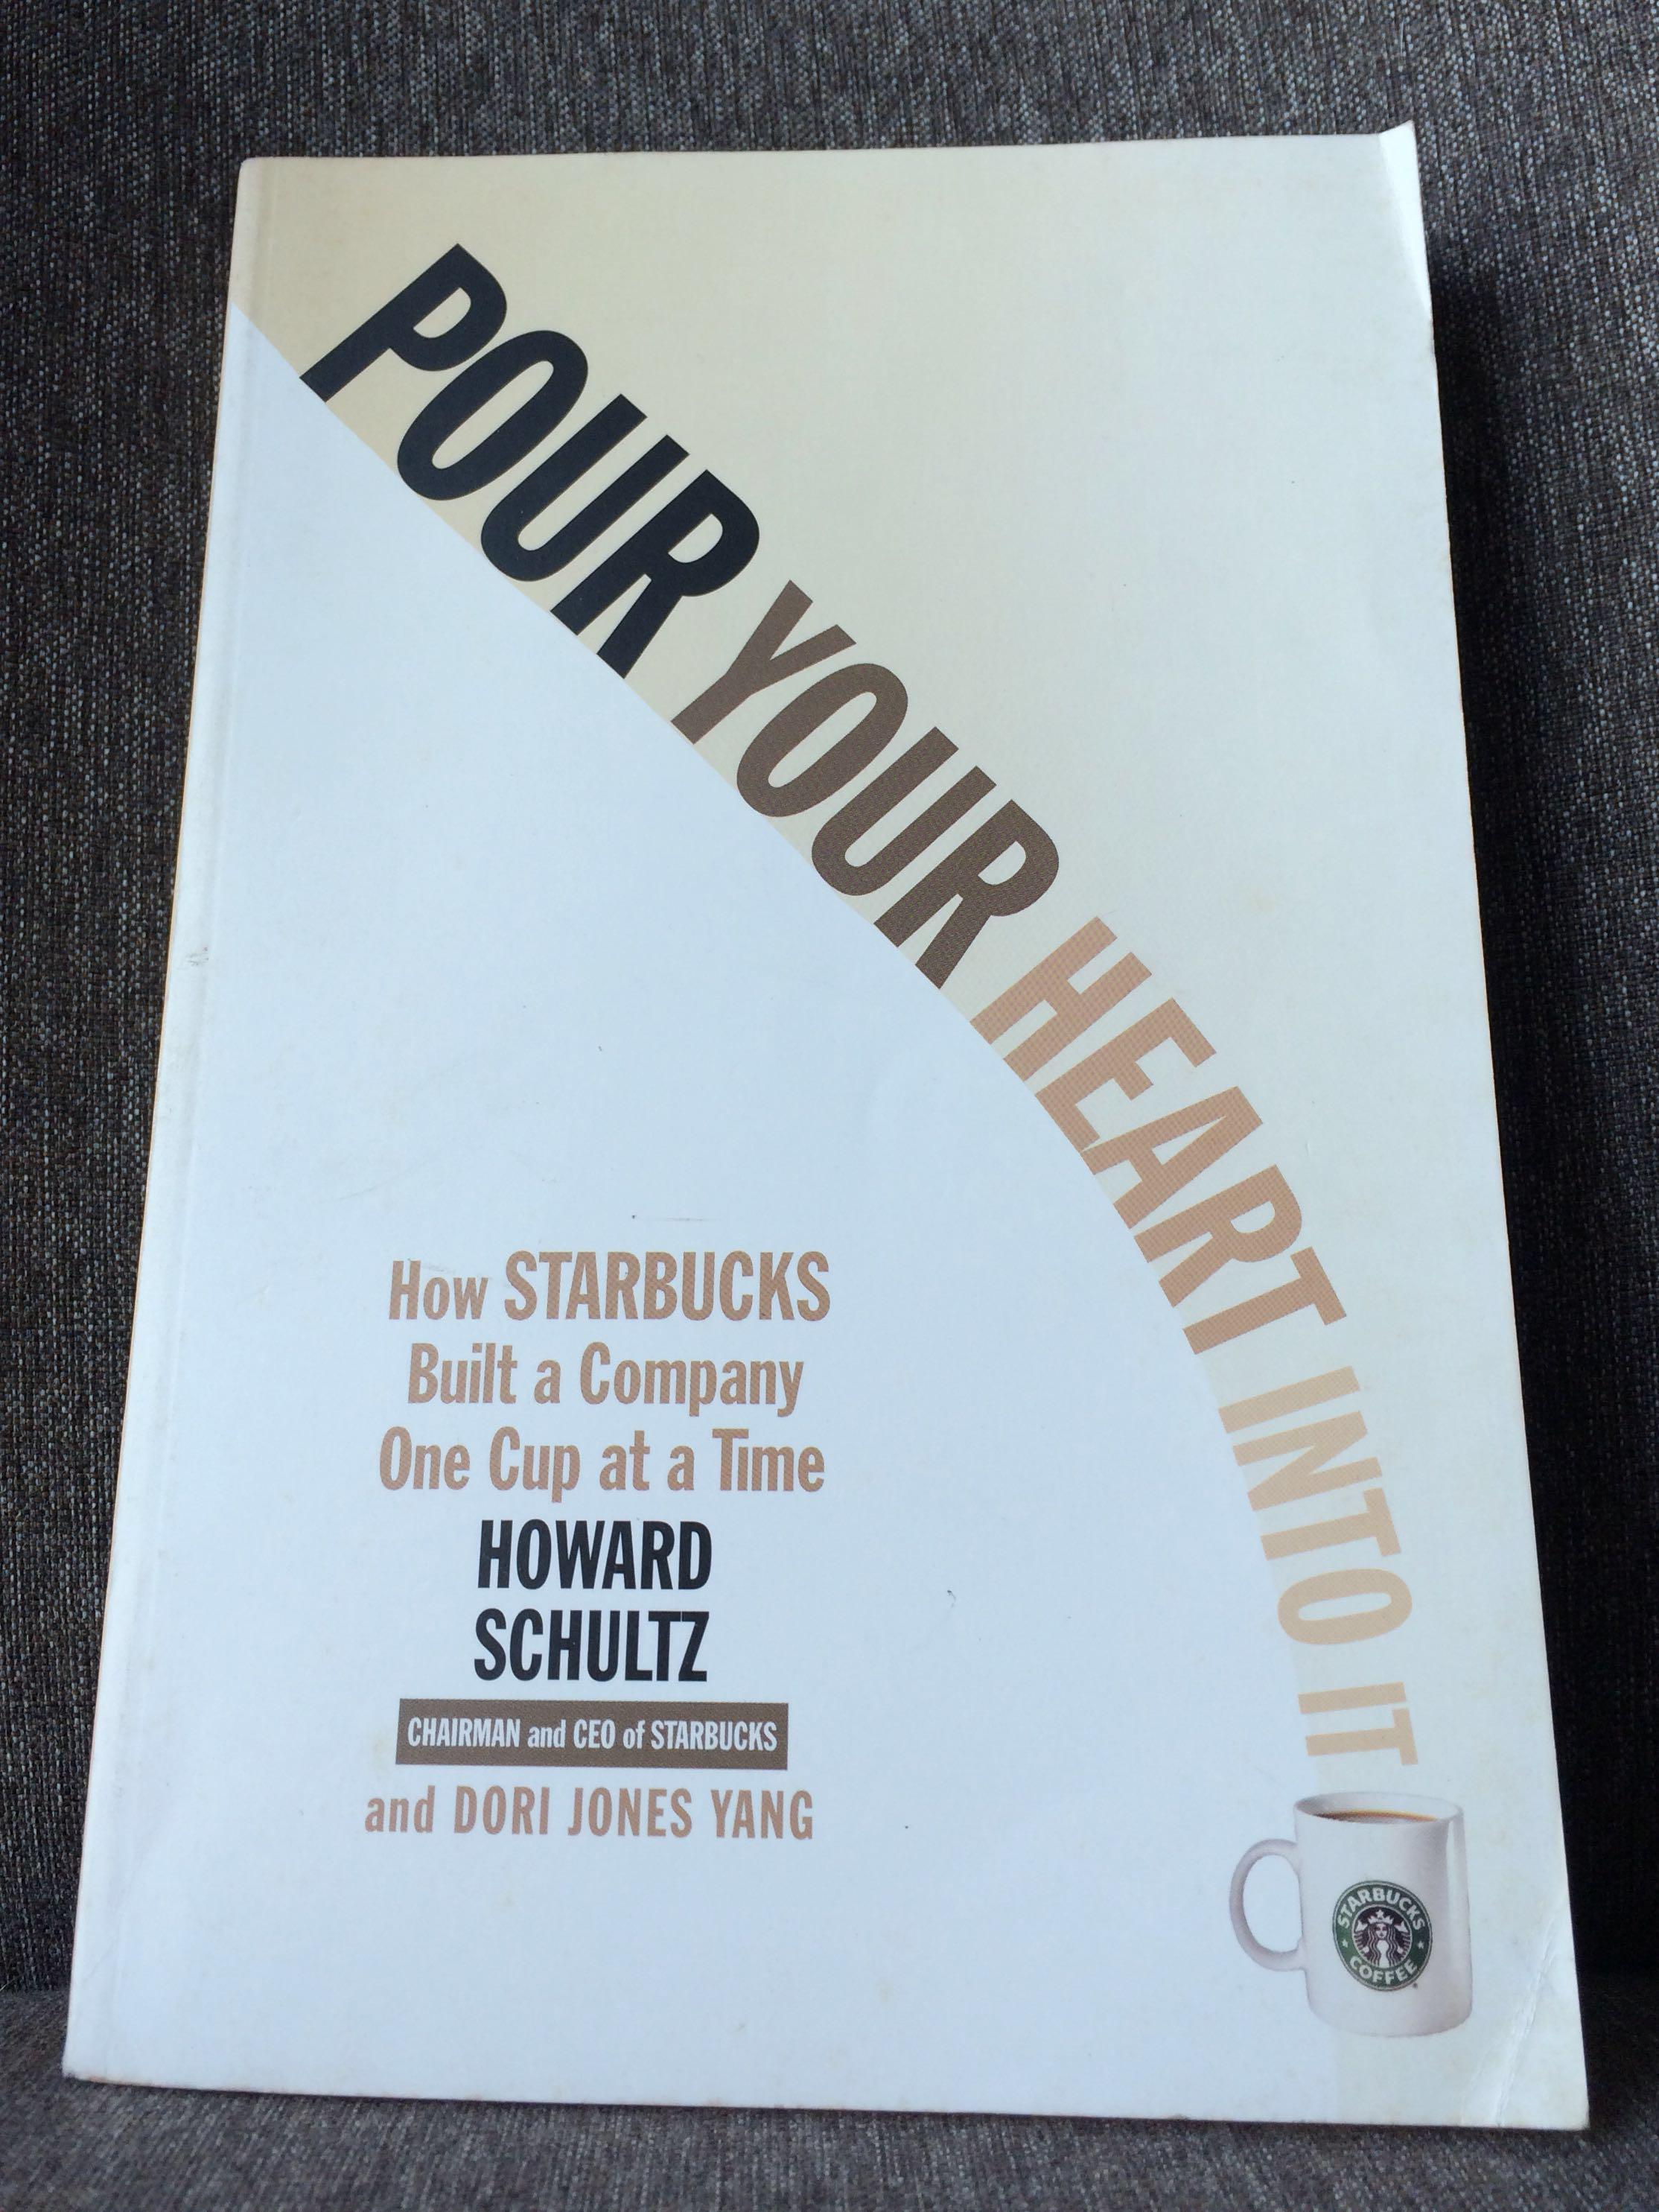 POUR YOUR HEART INTO IT
How STARBUCKS
Built a Company
One Cup at a Time
HOWARD
SCHULTZ
CHAIRMAN and CEO of STARBUCKS
and DORI JONES YANG
STARBUCKS
COFFEE